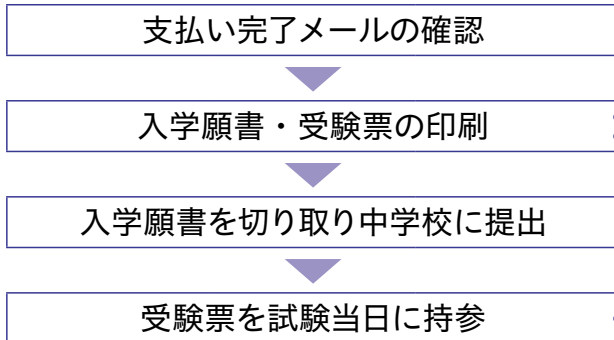 支払い完了メールの確認
入学願書・受験票の印刷
入学願書を切り取り中学校に提出
受験票を試験当日に持参